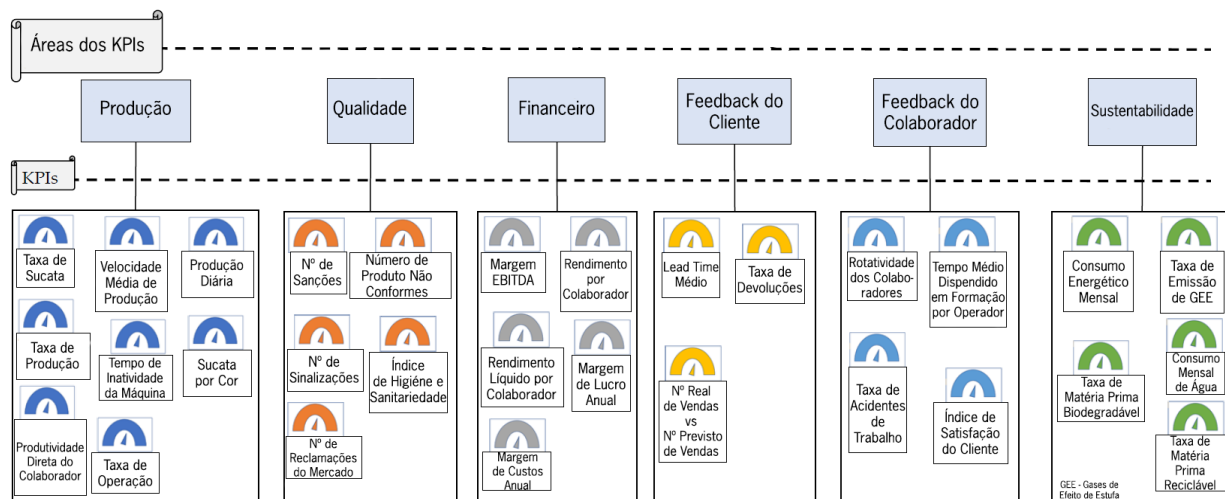 Áreas dos KPIs
Produção
Qualidade
Financeiro
Feedback do
Cliente
Feedback do
Colaborador
Sustentabilidade
KPIs
Taxa de
Sucata
Velocidade
Média de
Produção
Produção
Diária
Taxa de
Produção
Tempo de
Inatividade
da Máquina
Sucata
por Cor
Produtividade
Direta do
Colaborador
Taxa de
Operação
Nº de
Sanções
Número de
Produto Não
Conformes
Nº de
Sinalizações
Índice
de Higiéne e
Sanitariedade
Nº de
Reclamações
do Mercado
Margem
EBITDA
Rendimento
por
Colaborador
Rendimento
Líquido por
Colaborador
Margem
de Lucro
Anual
Margem
de Custos
Anual
Lead Time
Médio
Taxa de
Devoluções
Nº Real
de Vendas
vs
Nº Previsto
de Vendas
Rotatividade
dos Colabo-
radores
Tempo Médio
Dispendido
em Formação
por Operador
Taxa de
Acidentes
de
Trabalho
Índice de
Satisfação
do Cliente
Consumo
Energético
Mensal
Taxa de
Emissão
de GEE
Taxa de
Matéria Prima
Biodegradável
Consumo
Mensal
de Água
Taxa de
Matéria
Prima
Reciclável
GEE - Gases de
Efeito de Estufa